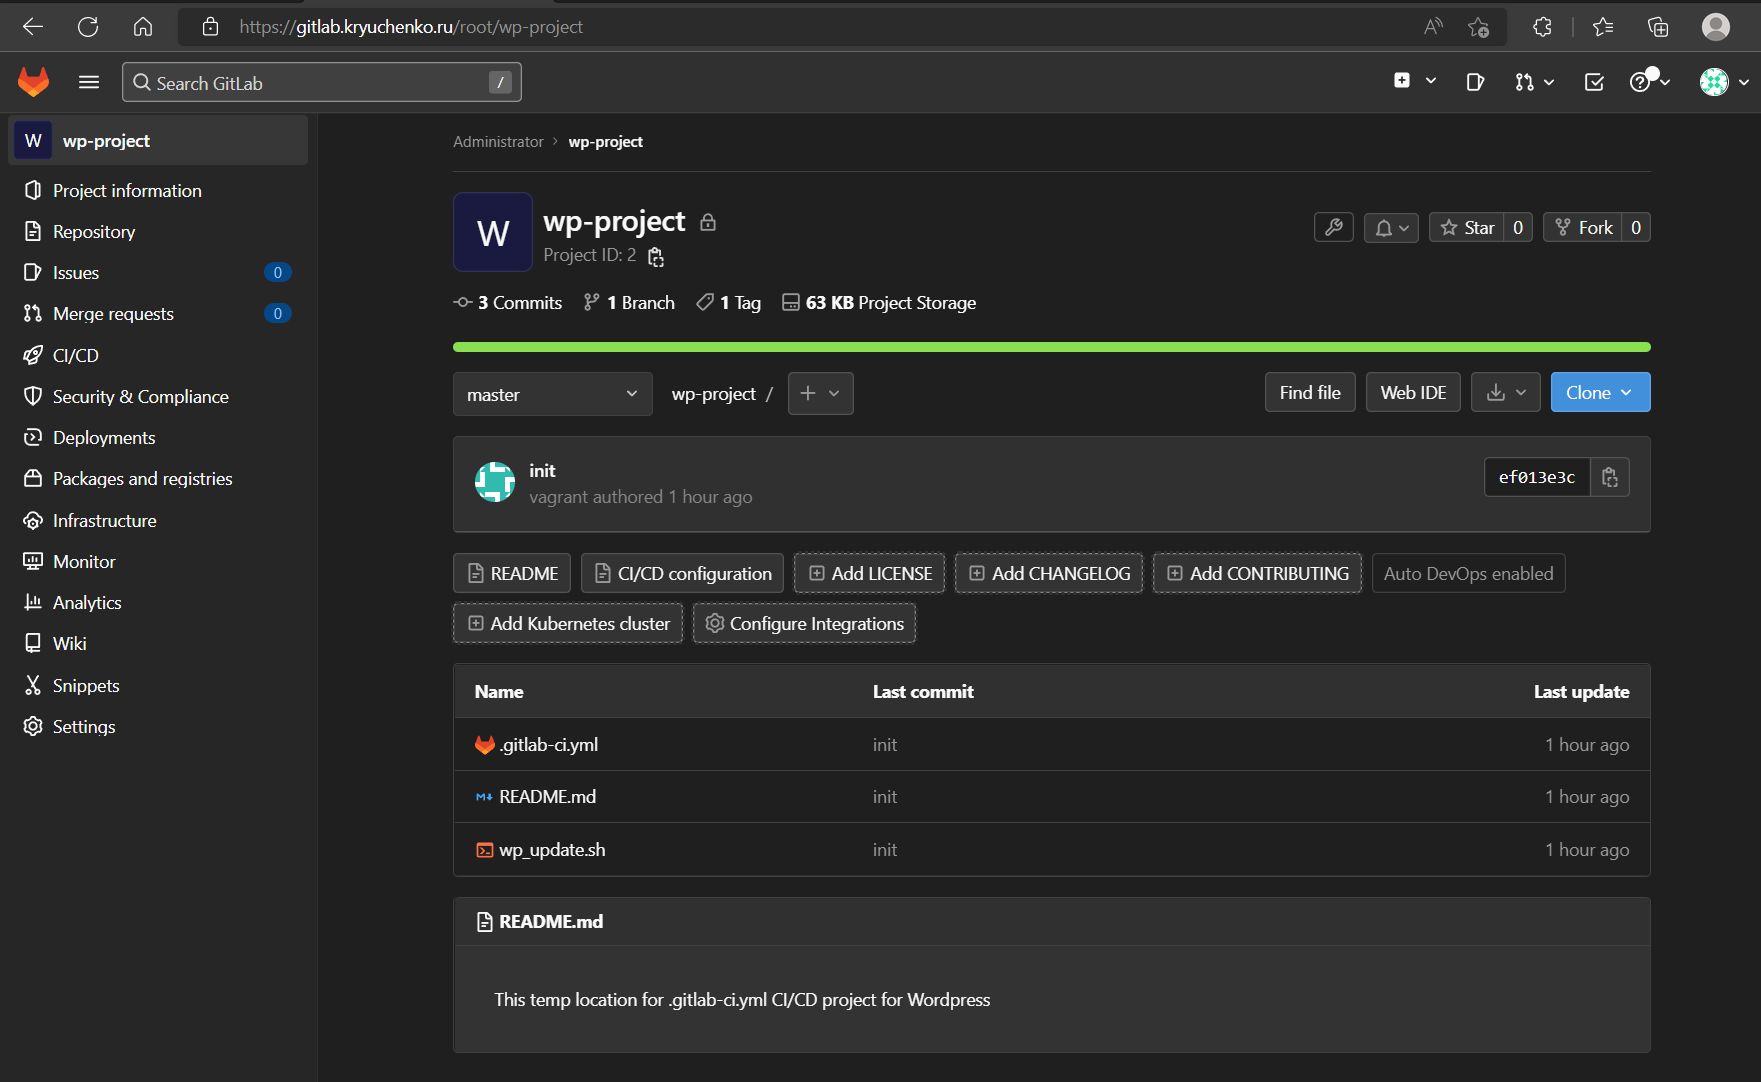 https://gitlab.kryuchenko.ru/root/wp-project
Search GitLab /
W wp-project
Project information
Repository
Issues 0
Merge requests 0
CI/CD
Security & Compliance
Deployments
Packages and registries
Infrastructure
Monitor
Analytics
Wiki
Snippets
Settings
Administrator > wp-project
W
wp-project
Project ID: 2
Star 0 Fork 0
3 Commits 1 Branch 1 Tag 63 KB Project Storage
master wp-project / Find file Web IDE Clone
init
vagrant authored 1 hour ago
ef013e3c
README CI/CD configuration Add LICENSE Add CHANGELOG Add CONTRIBUTING Auto DevOps enabled
Add Kubernetes cluster Configure Integrations
Name Last commit Last update
.gitlab-ci.yml init 1 hour ago
README.md init 1 hour ago
wp_update.sh init 1 hour ago
README.md
This temp location for .gitlab-ci.yml CI/CD project for Wordpress